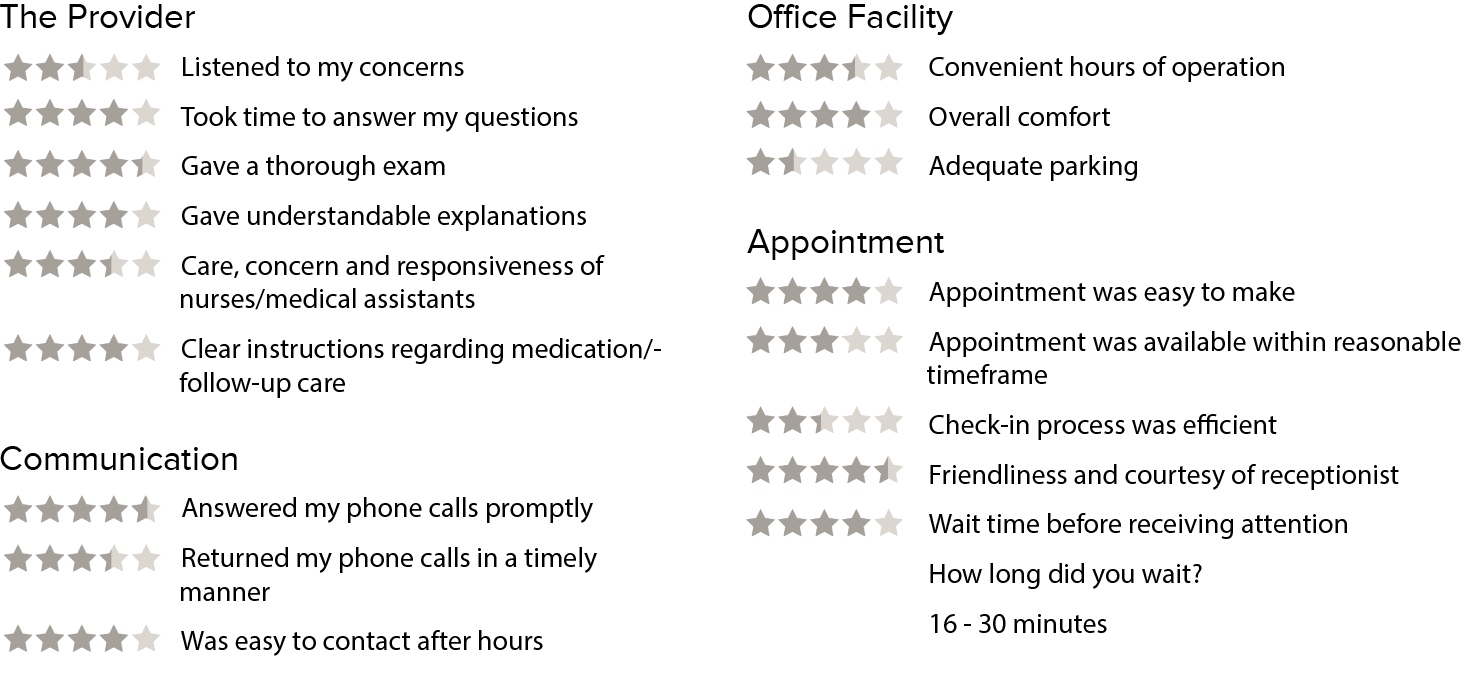 The Provider
Listened to my concerns
Took time to answer my questions
Gave a thorough exam
Gave understandable explanations
Care, concern and responsiveness of
nurses/medical assistants
Clear instructions regarding medication/-
follow-up care
Communication
Answered my phone calls promptly
Returned my phone calls in a timely
manner
Was easy to contact after hours
Office Facility
Convenient hours of operation
Overall comfort
Adequate parking
Appointment
Appointment was easy to make
Appointment was available within reasonable
timeframe
Check-in process was efficient
Friendliness and courtesy of receptionist
Wait time before receiving attention
How long did you wait?
16 - 30 minutes